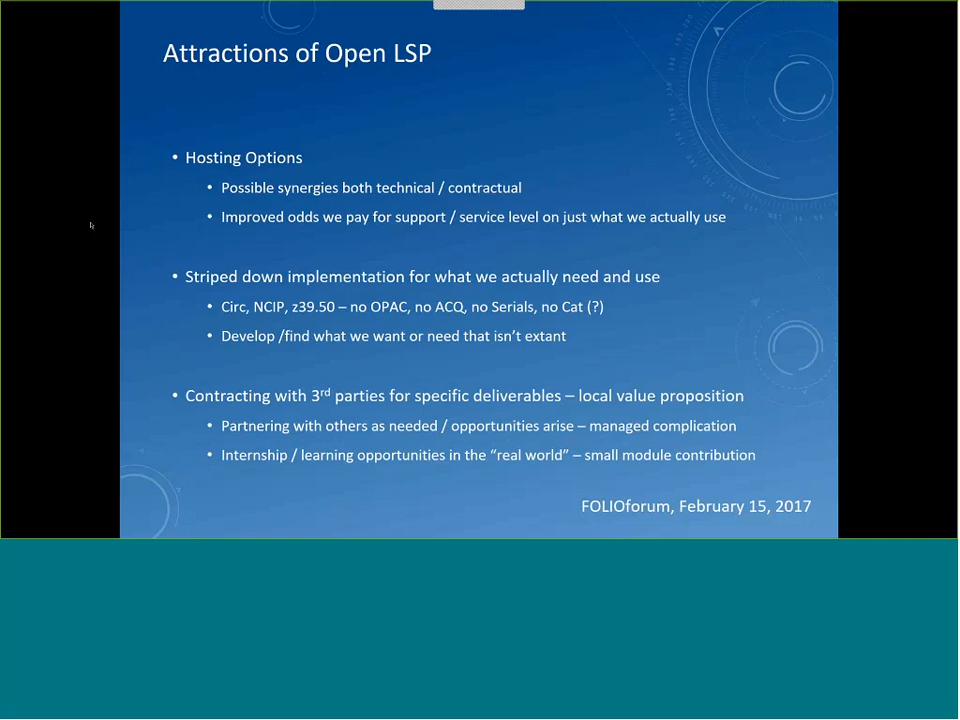 Attractions of Open LSP
• Hosting Options
• Possible synergies both technical / contractual
• Improved odds we pay for support / service level on just what we actually use
• Striped down implementation for what we actually need and use
• Circ, NCIP, z39.50 – no OPAC, no ACQ, no Serials, no Cat (?)
• Develop /find what we want or need that isn't extant
• Contracting with 3rd parties for specific deliverables – local value proposition
• Partnering with others as needed / opportunities arise – managed complication
• Internship / learning opportunities in the “real world” – small module contribution
FOLIOforum, February 15, 2017